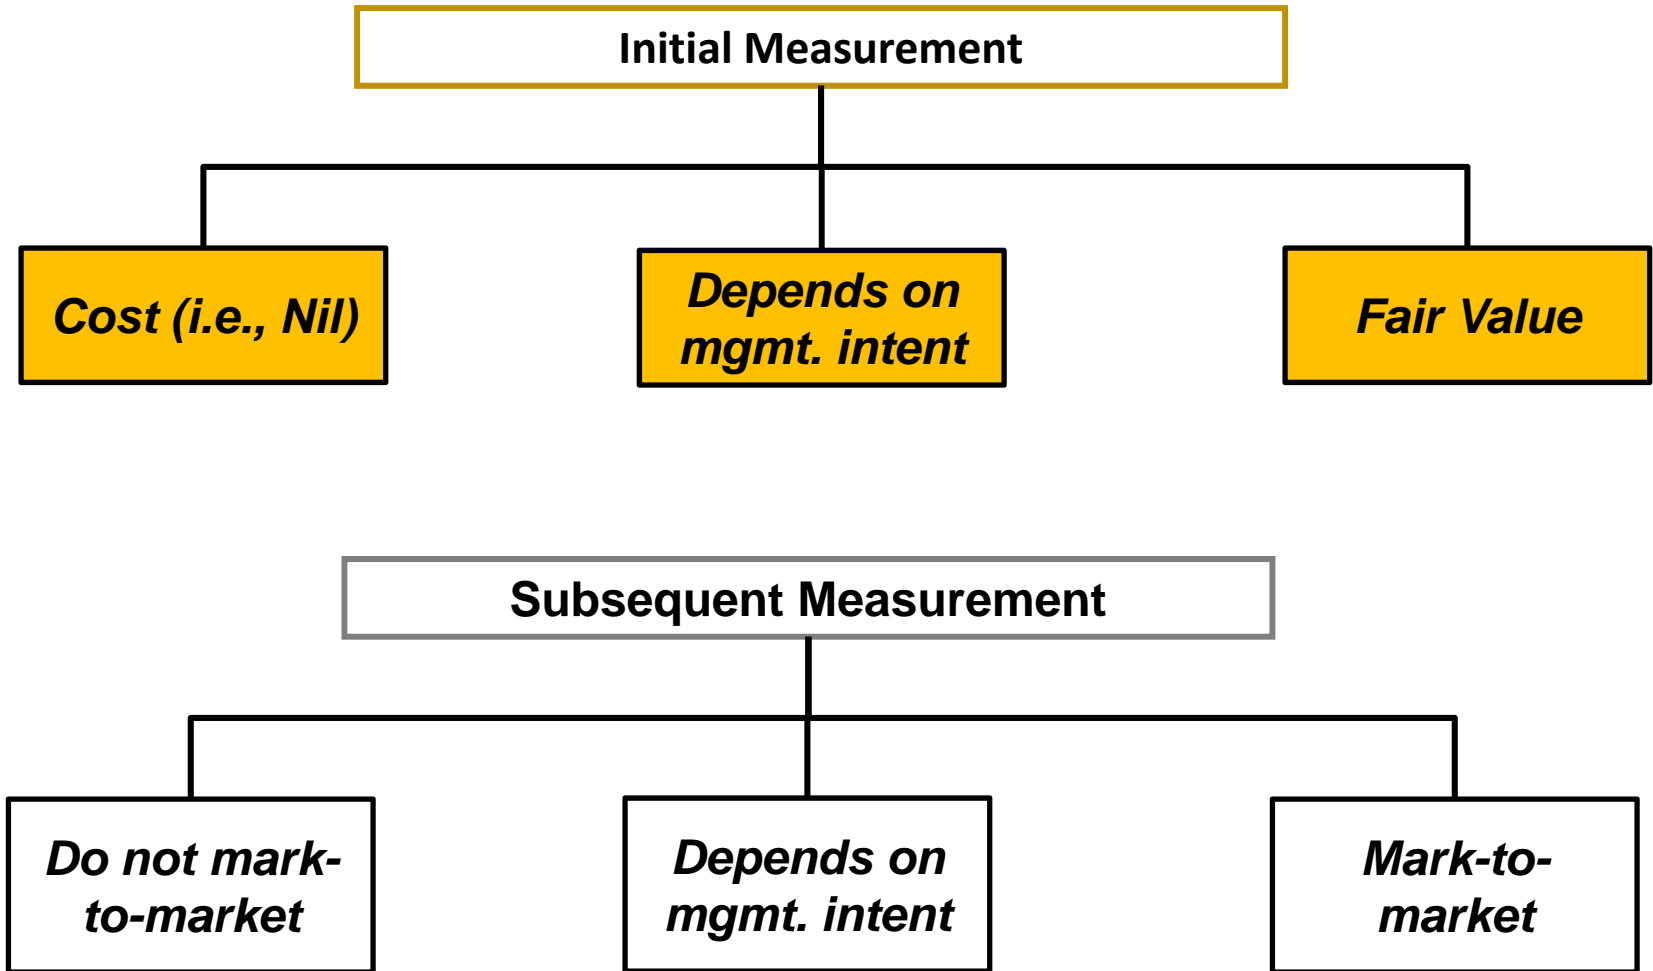 Initial Measurement
Cost (i.e., Nil)
Depends on
mgmt. intent
Fair Value
Subsequent Measurement
Do not mark-
to-market
Depends on
mgmt. intent
Mark-to-
market